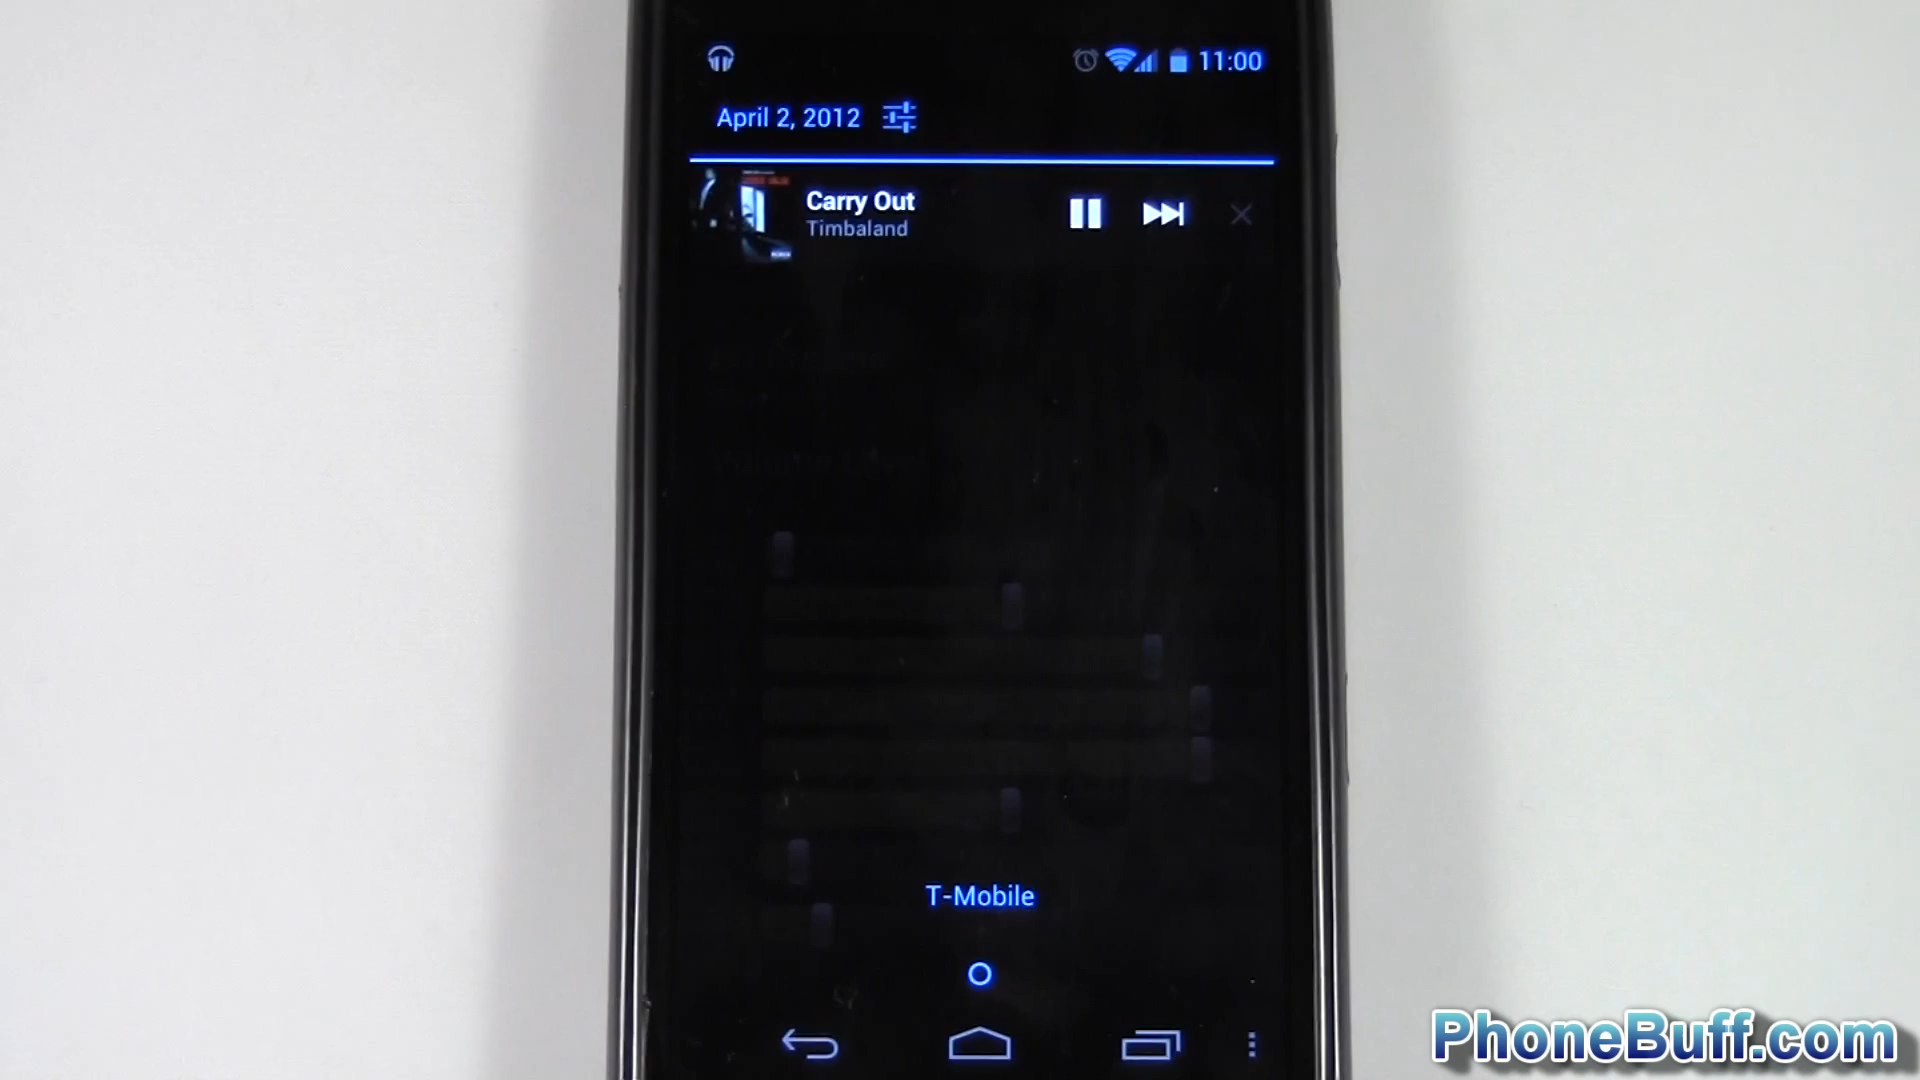 11:00
April 2, 2012
Carry Out
Timbaland
T-Mobile
PhoneBuff.com